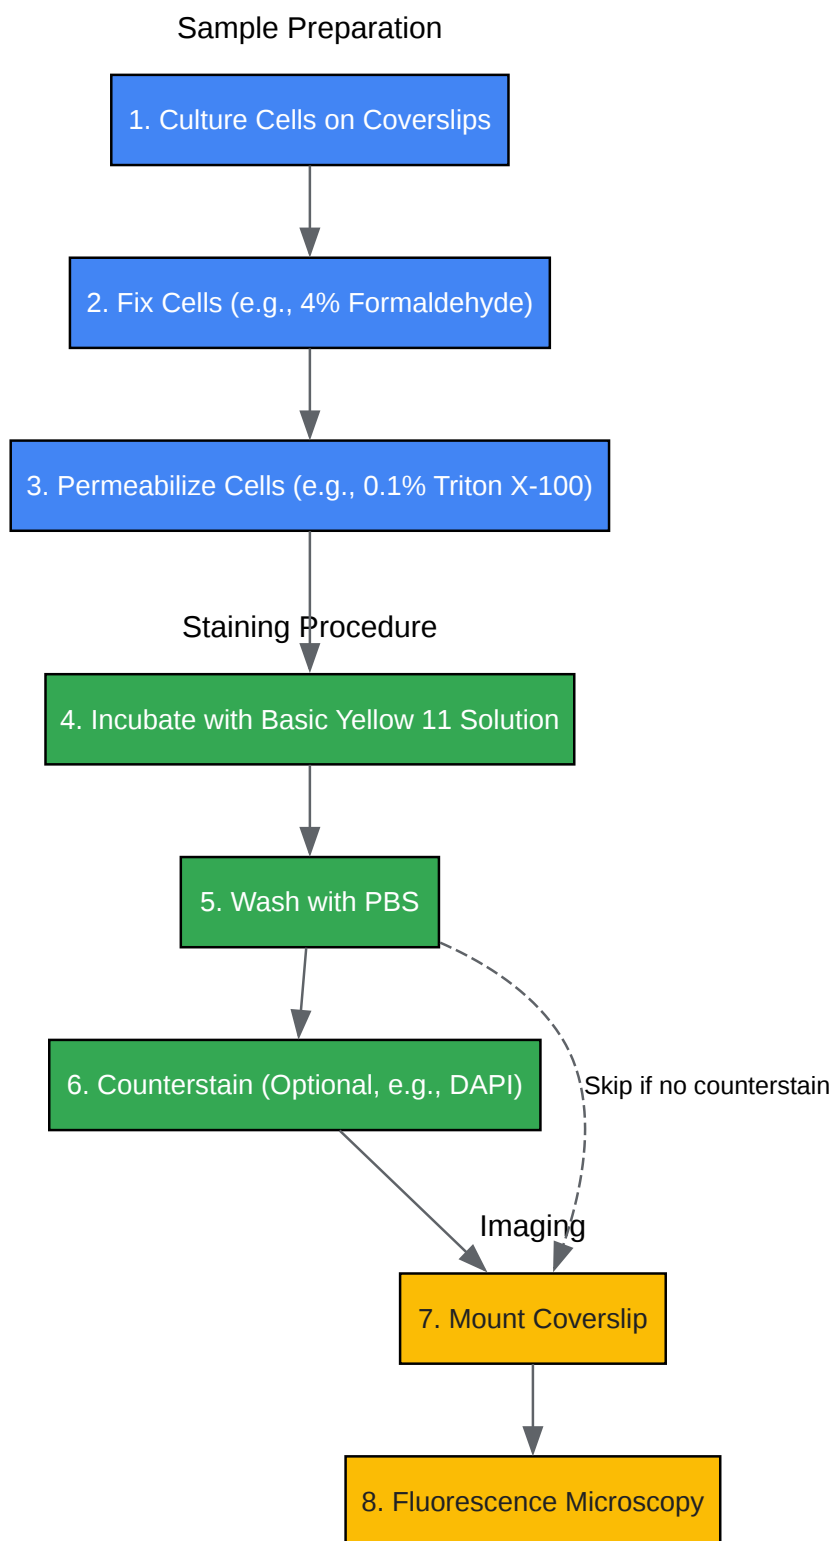 Sample Preparation
1. Culture Cells on Coverslips
2. Fix Cells (e.g., 4% Formaldehyde)
3. Permeabilize Cells (e.g., 0.1% Triton X-100)
Staining Procedure
4. Incubate with Basic Yellow 11 Solution
5. Wash with PBS
6. Counterstain (Optional, e.g., DAPI)
Skip if no counterstain
Imaging
7. Mount Coverslip
8. Fluorescence Microscopy